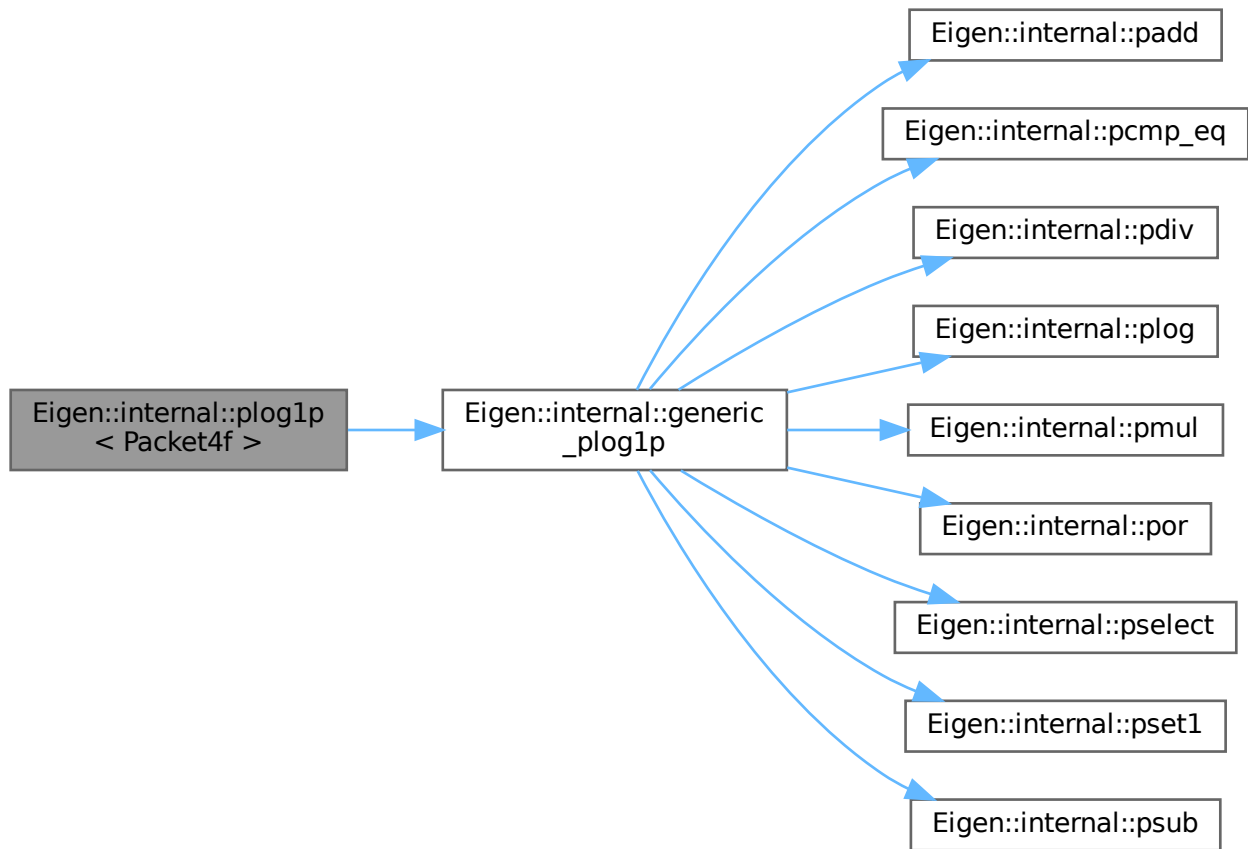 Eigen::internal::plog1p
< Packet4f >
Eigen::internal::generic
_plog1p
Eigen::internal::padd
Eigen::internal::pcmp_eq
Eigen::internal::pdiv
Eigen::internal::plog
Eigen::internal::pmul
Eigen::internal::por
Eigen::internal::pselect
Eigen::internal::pset1
Eigen::internal::psub